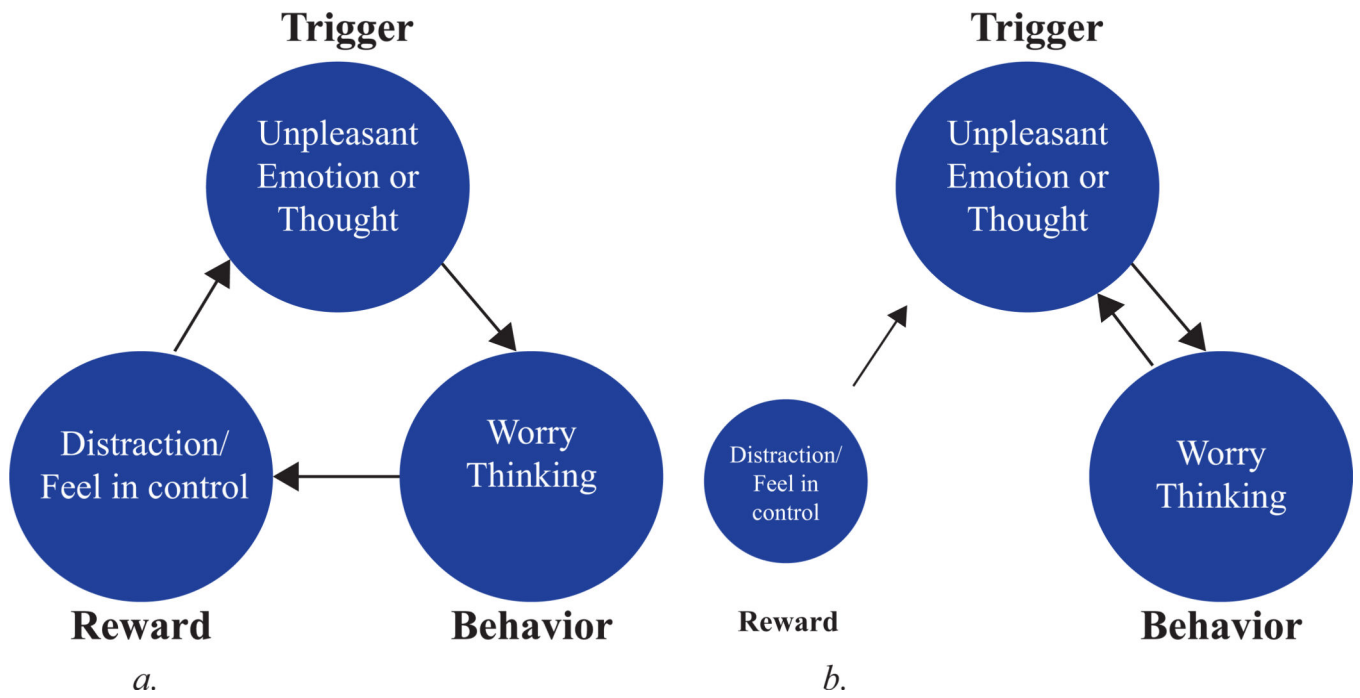 Trigger
Unpleasant
Emotion or
Thought
Distraction/
Feel in control
Worry
Thinking
Reward
Behavior
a.
Trigger
Unpleasant
Emotion or
Thought
Distraction/
Feel in
control
Worry
Thinking
Reward
Behavior
b.